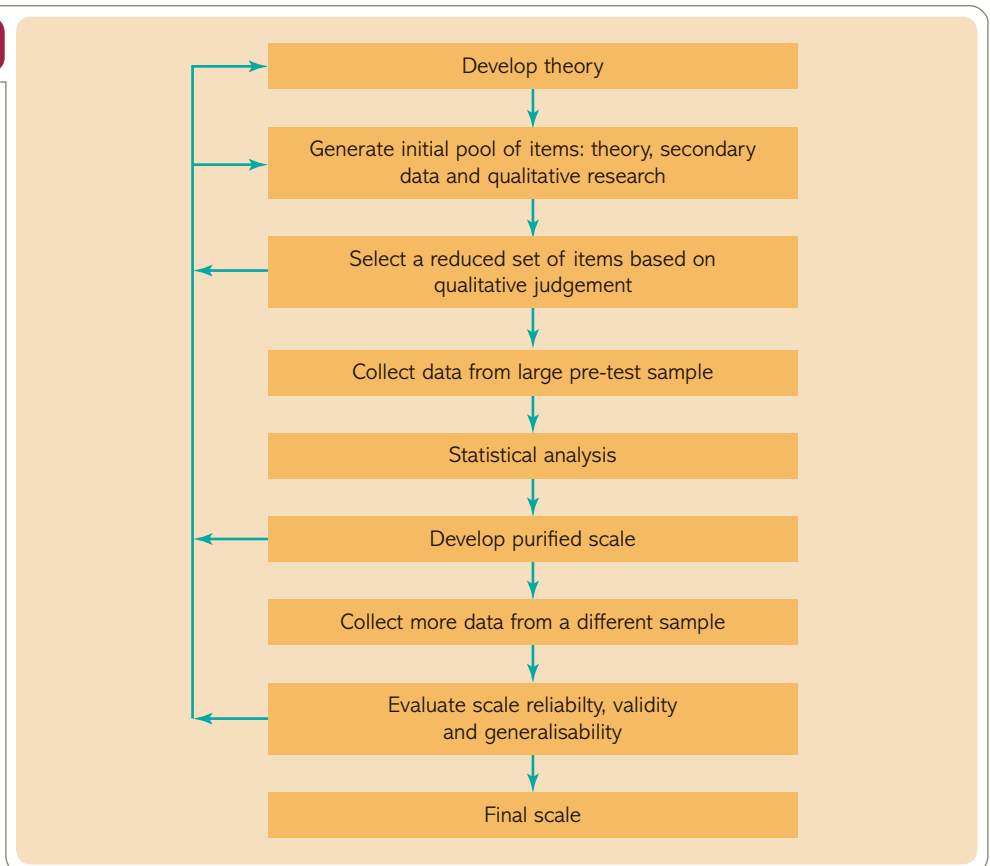 Develop theory
Generate initial pool of items: theory, secondary
data and qualitative research
Select a reduced set of items based on
qualitative judgement
Collect data from large pre-test sample
Statistical analysis
Develop purified scale
Collect more data from a different sample
Evaluate scale reliabilty, validity
and generalisability
Final scale